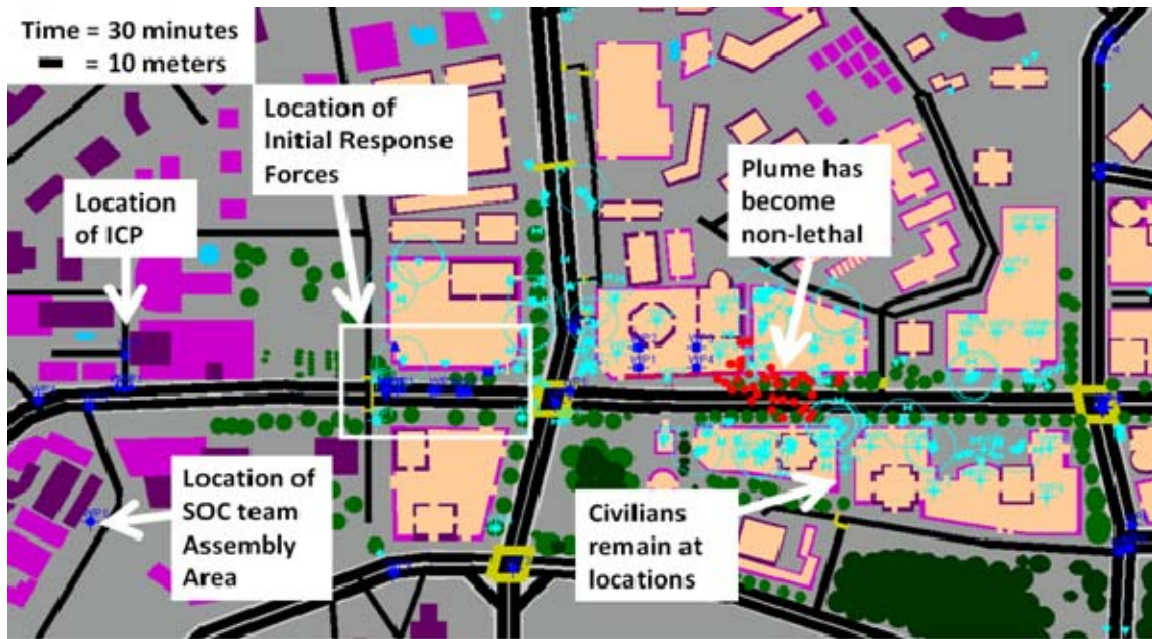 Time = 30 minutes
= 10 meters
Location of
Initial Response
Forces
Location
of ICP
Plume has
become
non-lethal
Location of
SOC team
Assembly
Area
Civilians
remain at
locations